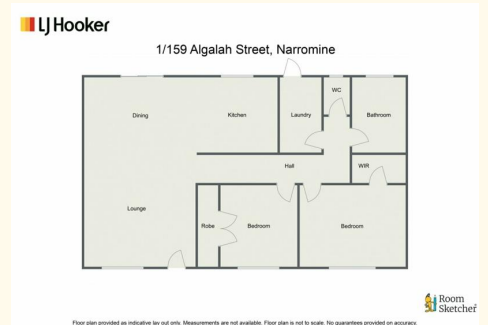 LJ Hooker
1/159 Algalah Street, Narromine
WC
Dining
Kitchen
Laundry
Bathroom
Hall
WIR
Lounge
Robe
Bedroom
Bedroom
Room
Sketcher
Floor plan provided as indicative lay out only. Measurements are not available. Floor plan is not to scale. No guarantees provided on accuracy.